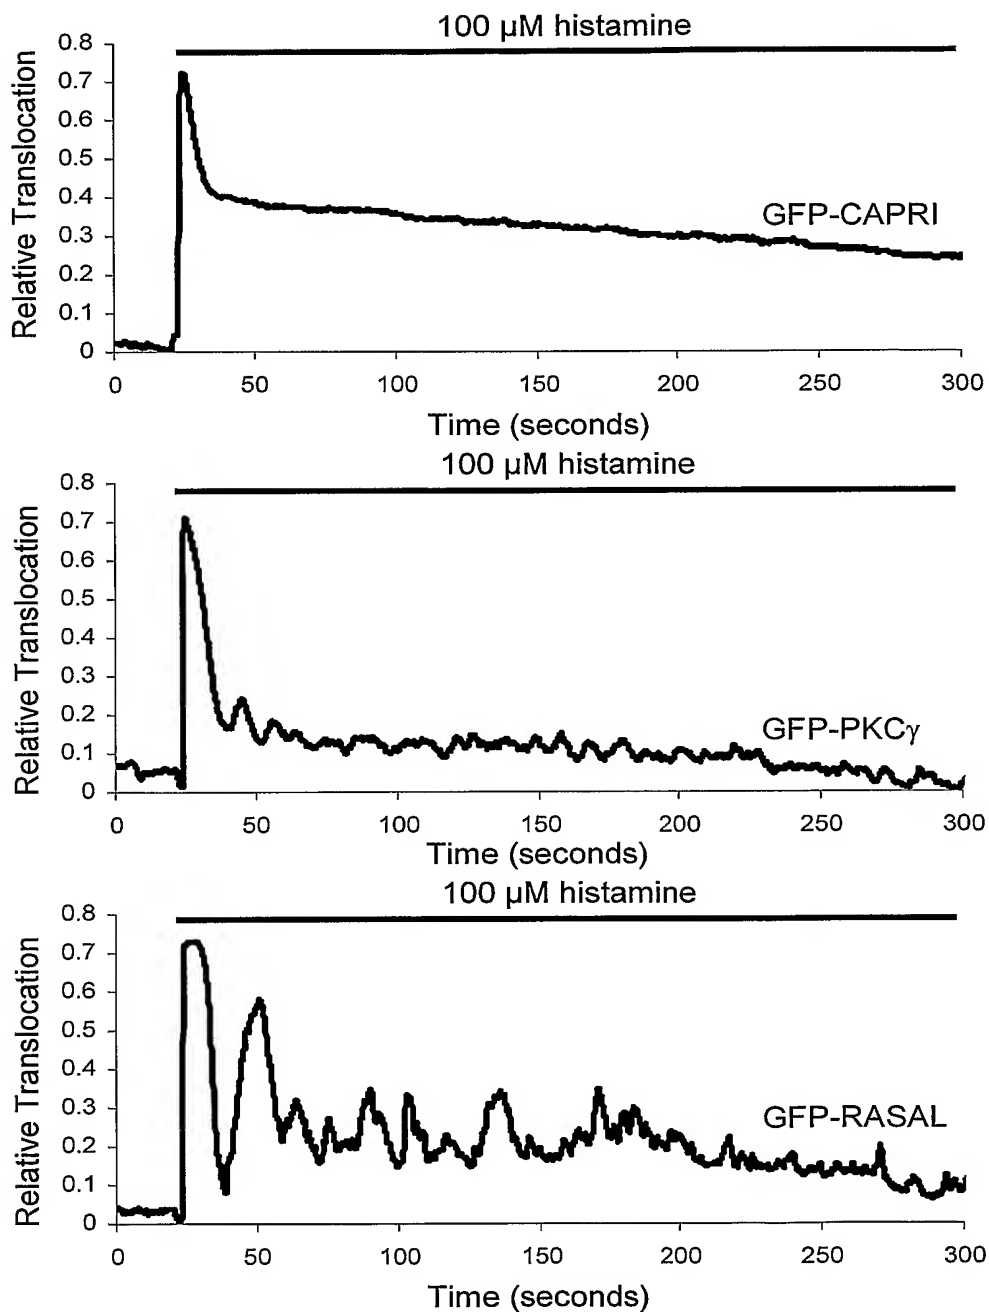 100 µM histamine
0.8
0.7
0.6
0.5
0.4
0.3
0.2
0.1
0
Relative Translocation
GFP-CAPRI
0 50 100 150 200 250 300
Time (seconds)
100 µM histamine
0.8
0.7
0.6
0.5
0.4
0.3
0.2
0.1
0
Relative Translocation
GFP-PKCγ
0 50 100 150 200 250 300
Time (seconds)
100 µM histamine
0.8
0.7
0.6
0.5
0.4
0.3
0.2
0.1
0
Relative Translocation
GFP-RASAL
0 50 100 150 200 250 300
Time (seconds)